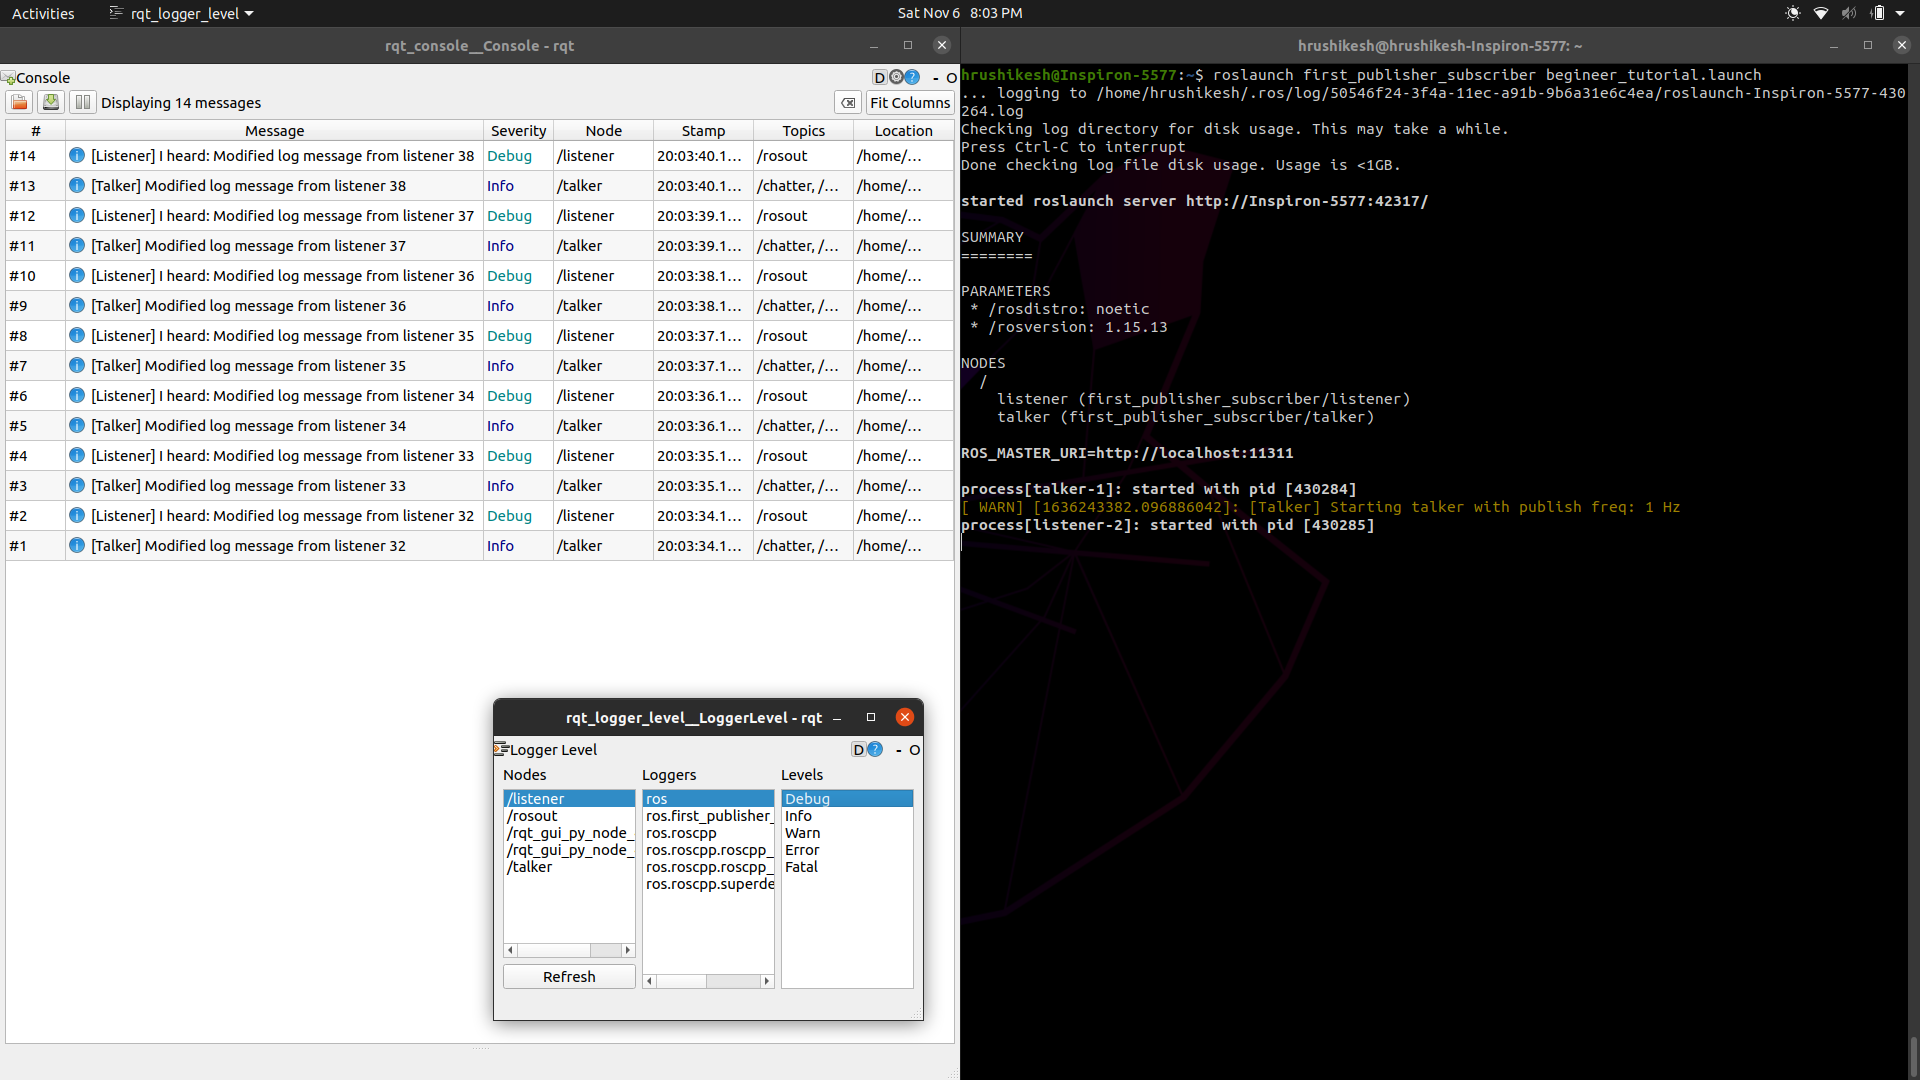 Activities
rqt_logger_level
Sat Nov 6 8:03 PM
rqt_console__Console - rqt
Console
D
?
- O
Displaying 14 messages
Fit Columns
# Message Severity Node Stamp Topics Location
#14 [Listener] I heard: Modified log message from listener 38 Debug /listener 20:03:40.1... /rosout /home/...
#13 [Talker] Modified log message from listener 38 Info /talker 20:03:40.1... /chatter, /... /home/...
#12 [Listener] I heard: Modified log message from listener 37 Debug /listener 20:03:39.1... /rosout /home/...
#11 [Talker] Modified log message from listener 37 Info /talker 20:03:39.1... /chatter, /... /home/...
#10 [Listener] I heard: Modified log message from listener 36 Debug /listener 20:03:38.1... /rosout /home/...
#9 [Talker] Modified log message from listener 36 Info /talker 20:03:38.1... /chatter, /... /home/...
#8 [Listener] I heard: Modified log message from listener 35 Debug /listener 20:03:37.1... /rosout /home/...
#7 [Talker] Modified log message from listener 35 Info /talker 20:03:37.1... /chatter, /... /home/...
#6 [Listener] I heard: Modified log message from listener 34 Debug /listener 20:03:36.1... /rosout /home/...
#5 [Talker] Modified log message from listener 34 Info /talker 20:03:36.1... /chatter, /... /home/...
#4 [Listener] I heard: Modified log message from listener 33 Debug /listener 20:03:35.1... /rosout /home/...
#3 [Talker] Modified log message from listener 33 Info /talker 20:03:35.1... /chatter, /... /home/...
#2 [Listener] I heard: Modified log message from listener 32 Debug /listener 20:03:34.1... /rosout /home/...
#1 [Talker] Modified log message from listener 32 Info /talker 20:03:34.1... /chatter, /... /home/...
rqt_logger_level__LoggerLevel - rqt
Logger Level
D
?
- O
Nodes
/listener
/rosout
/rqt_gui_py_node_
/rqt_gui_py_node_
/talker
Refresh
Loggers
ros
ros.first_publisher_
ros.roscpp
ros.roscpp.roscpp_
ros.roscpp.roscpp_
ros.roscpp.superde
Levels
Debug
Info
Warn
Error
Fatal
hrushikesh@hrushikesh-Inspiron-5577: ~
hrushikesh@Inspiron-5577:~$ roslaunch first_publisher_subscriber begineer_tutorial.launch
... logging to /home/hrushikesh/.ros/log/50546f24-3f4a-11ec-a91b-9b6a31e6c4ea/roslaunch-Inspiron-5577-430
264.log
Checking log directory for disk usage. This may take a while.
Press Ctrl-C to interrupt
Done checking log file disk usage. Usage is <1GB.
started roslaunch server http://Inspiron-5577:42317/
SUMMARY
========
PARAMETERS
* /rosdistro: noetic
* /rosversion: 1.15.13
NODES
/
listener (first_publisher_subscriber/listener)
talker (first_publisher_subscriber/talker)
ROS_MASTER_URI=http://localhost:11311
process[talker-1]: started with pid [430284]
[ WARN] [1636243382.096886042]: [Talker] Starting talker with publish freq: 1 Hz
process[listener-2]: started with pid [430285]